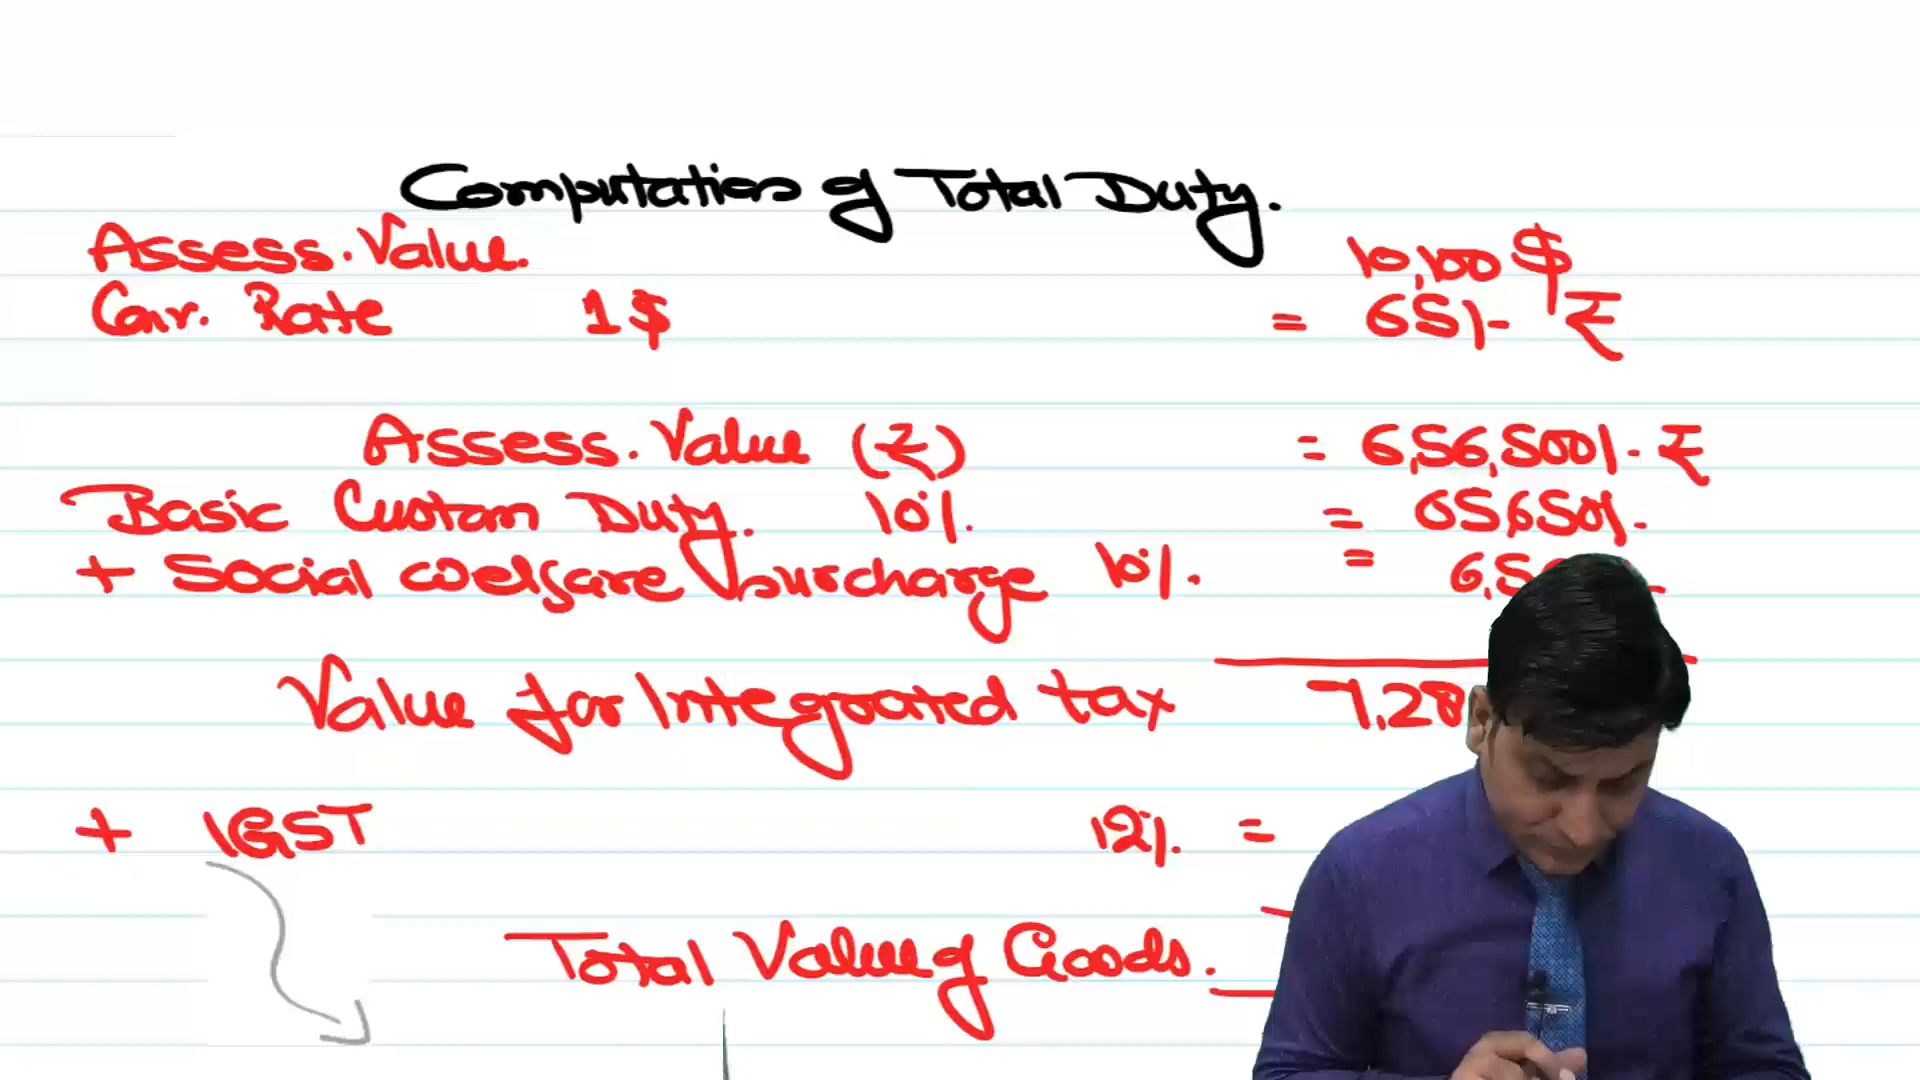 Computation of Total Duty.
Assess. Value. 10,100 $
Cnr. Rate 1 $ = 65/- ₹
Assess. Value (₹) = 6,56,500/- ₹
Basic Custom Duty. 10%. = 65,650/-
+ Social welfare surcharge 10%. =
Value for Integrated tax
+ IGST 12%. =
Total Value of Goods.